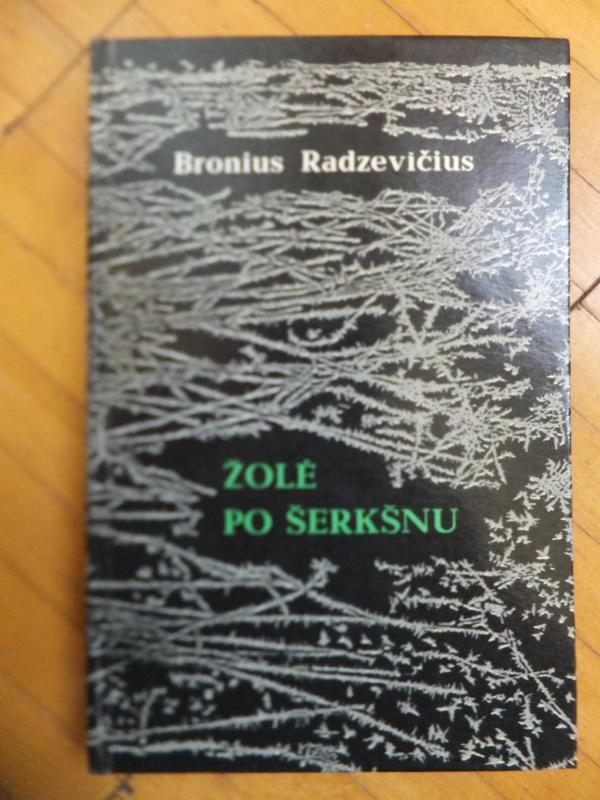 Bronius Radzevičius
ŽOLĖ
PO ŠERKŠNU